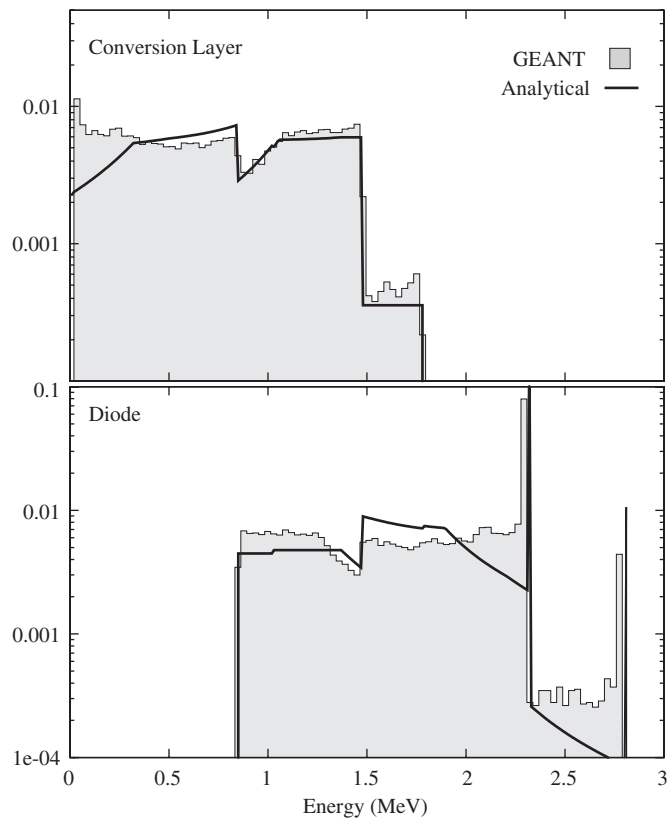 Conversion Layer
GEANT
Analytical
0.01
0.001
0.1
Diode
0.01
0.001
1e-04
0 0.5 1 1.5 2 2.5 3
Energy (MeV)